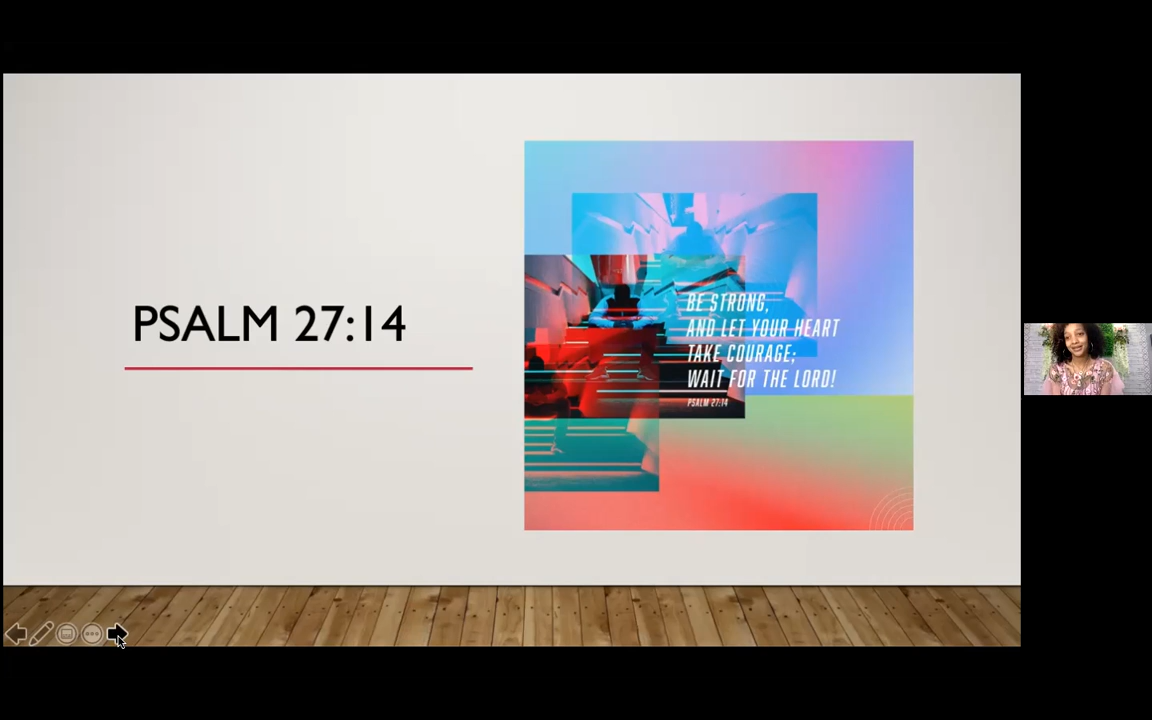 PSALM 27:14
BE STRONG,
AND LET YOUR HEART
TAKE COURAGE;
WAIT FOR THE LORD!
PSALM 27:14